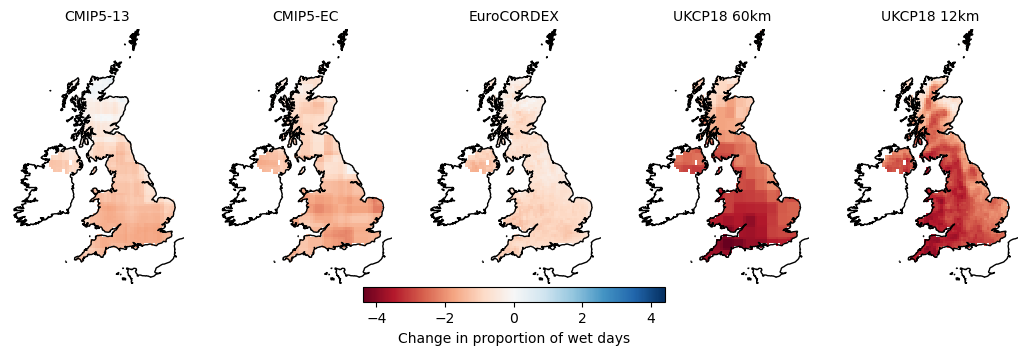 CMIP5-13 CMIP5-EC EuroCORDEX UKCP18 60km UKCP18 12km
−4 −2 0 2 4
Change in proportion of wet days